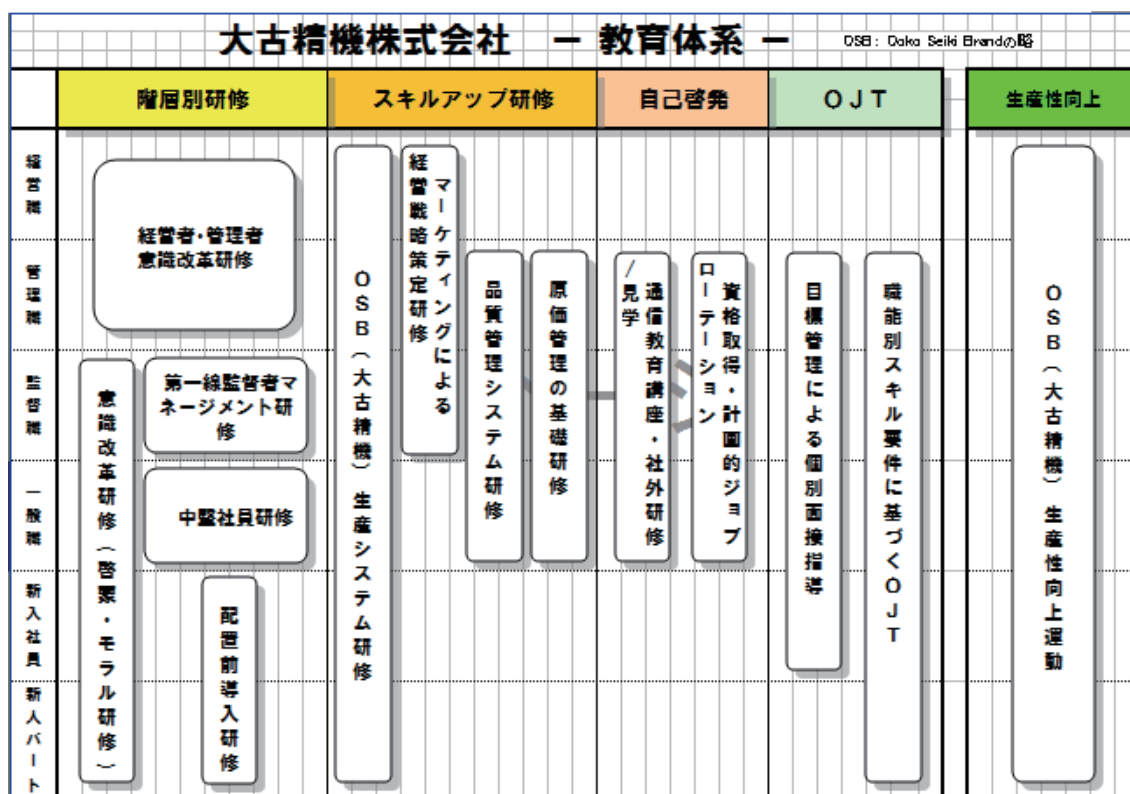 大古精機株式会社 － 教育体系 －
OSB： Ooko Seiki Brandの略
階層別研修
スキルアップ研修
自己啓発
ＯＪＴ
生産性向上
経営職
管理職
監督職
一般職
新入社員
新人パート
経営者・管理者
意識改革研修
意識改革研修（啓蒙・モラル研修）
第一線監督者マ
ネージメント研
修
中堅社員研修
配置前導入研修
ＯＳＢ（大古精機）生産システム研修
マーケティングによる
経営戦略策定研修
品質管理システム研修
原価管理の基礎研修
通信教育講座・社外研修
/見学
資格取得・計画的ジョブ
ローテーション
目標管理による個別面接指導
職能別スキル要件に基づくＯＪＴ
ＯＳＢ（大古精機）生産性向上運動